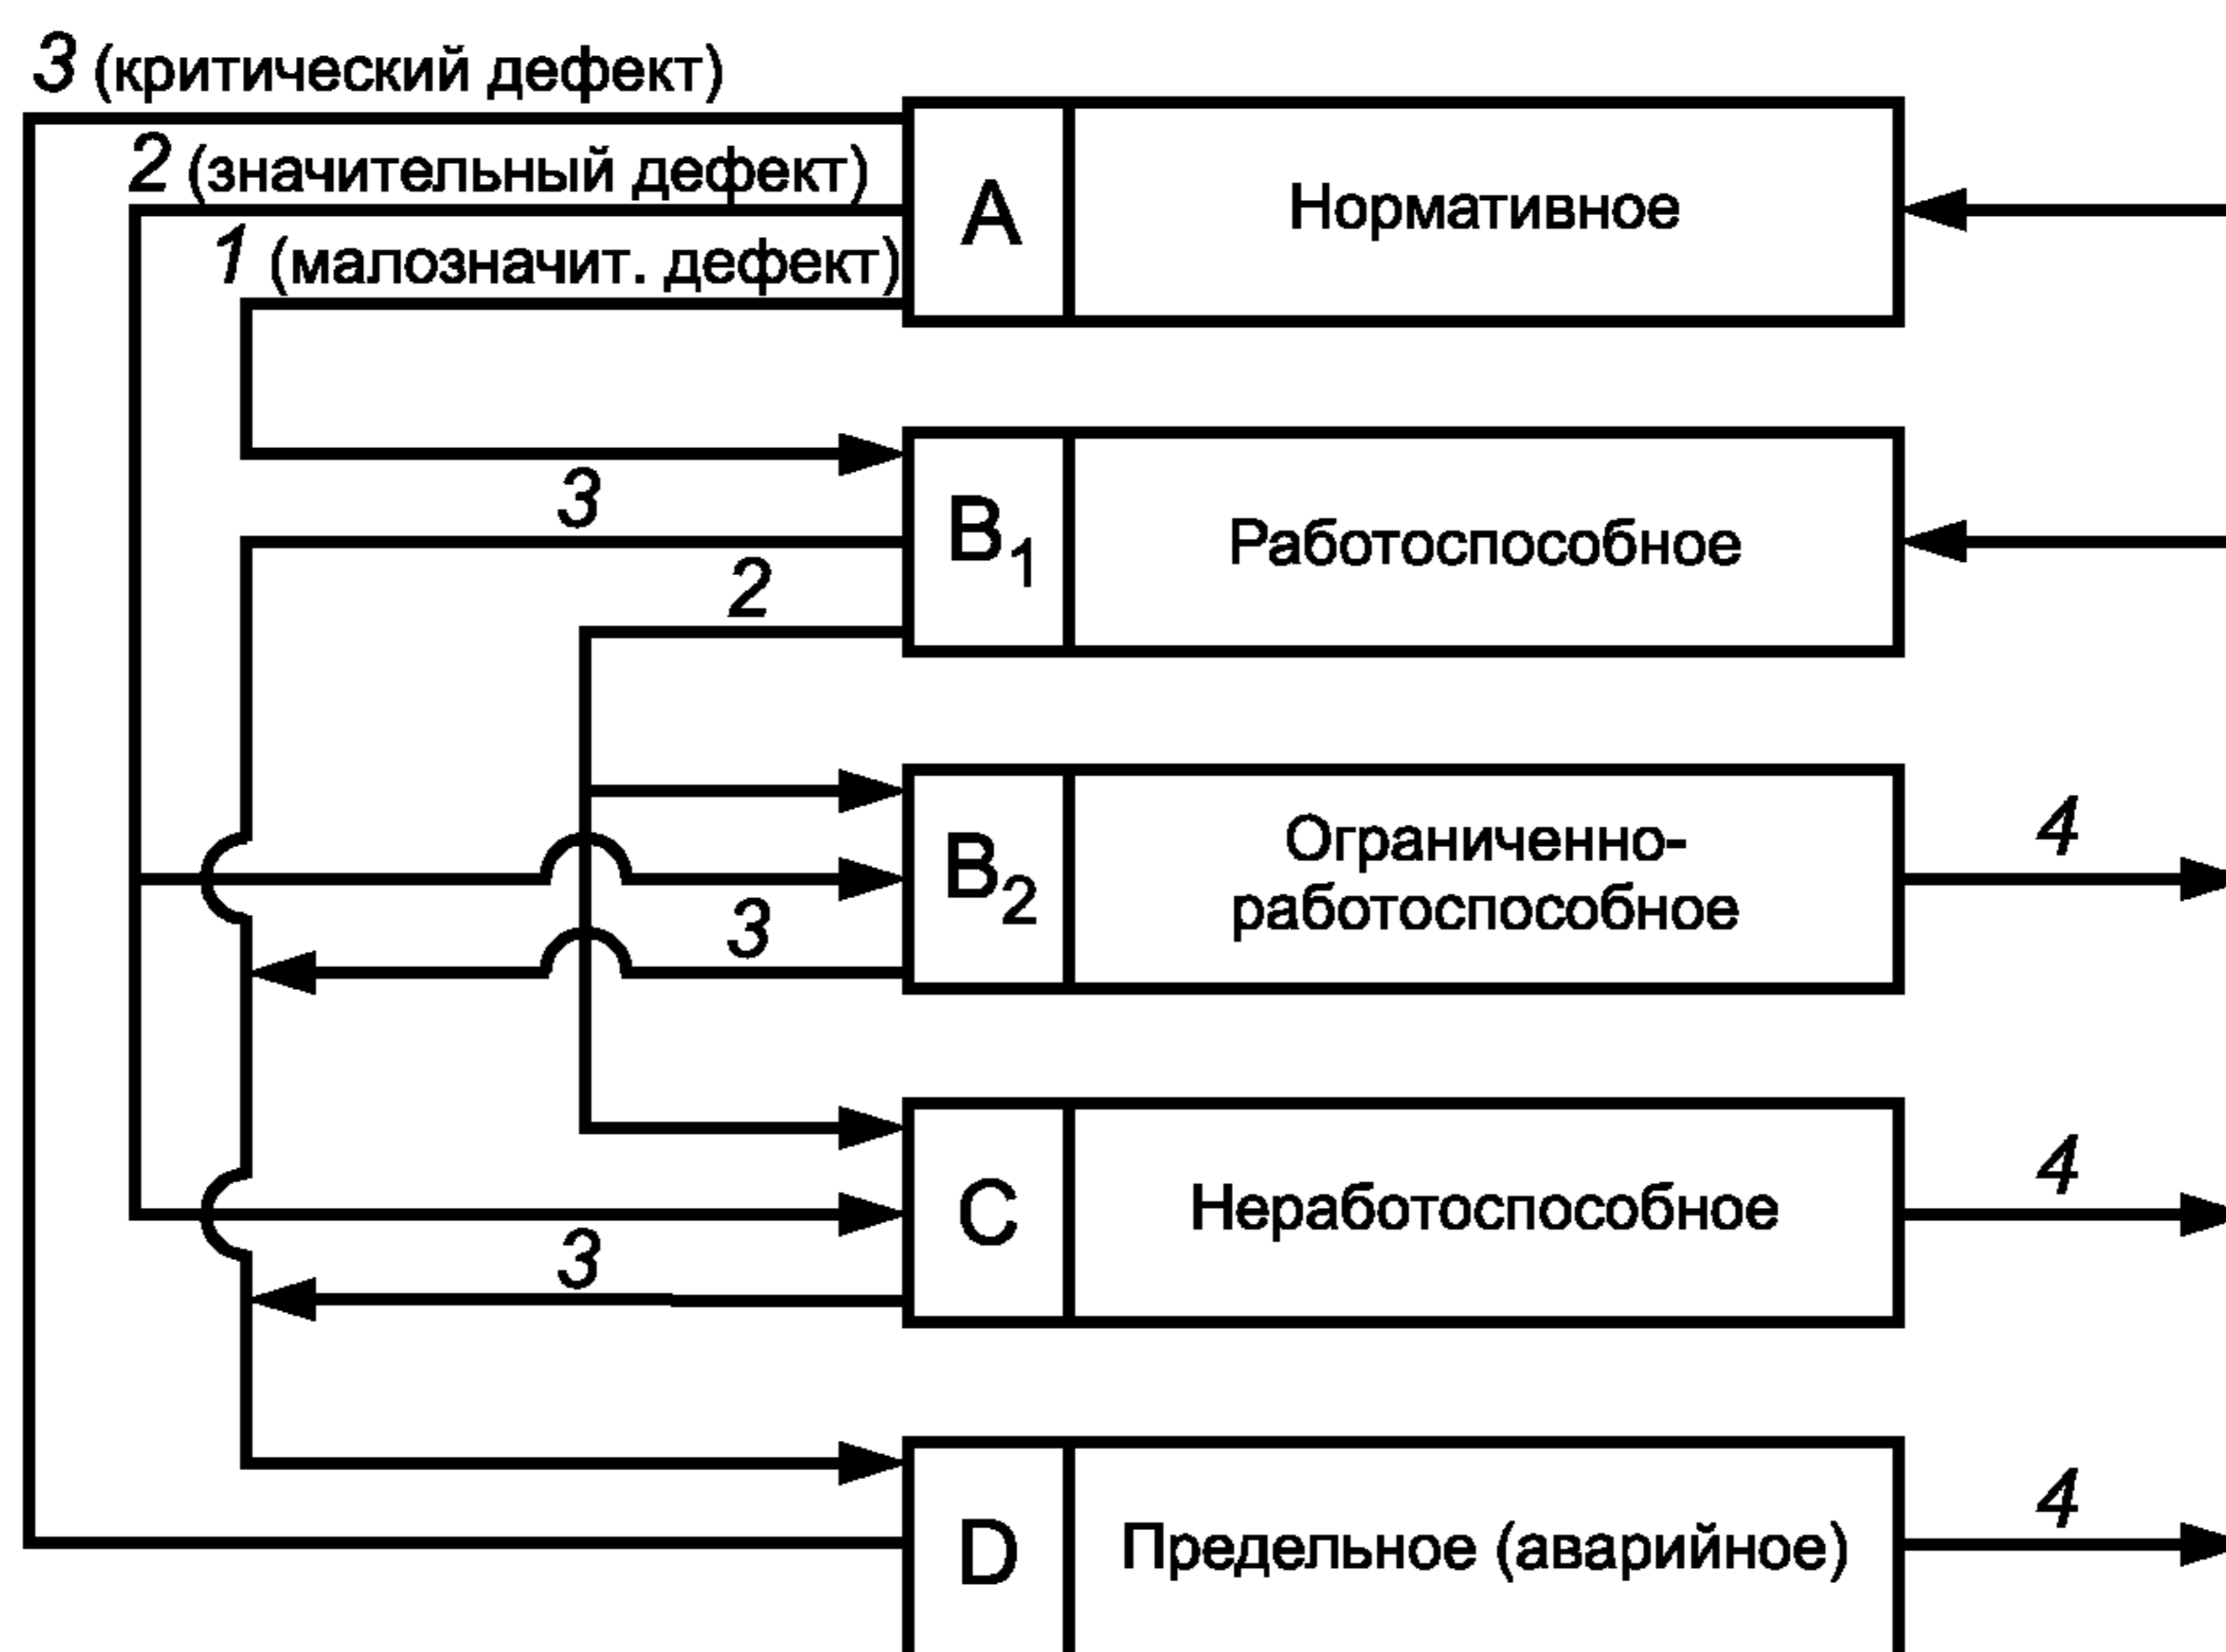 3 (критический дефект)
2 (значительный дефект)
1 (малозначит. дефект)
A
Нормативное
3
2
B₁
Работоспособное
3
B₂
Ограниченно-
работоспособное
4
3
C
Неработоспособное
4
D
Предельное (аварийное)
4